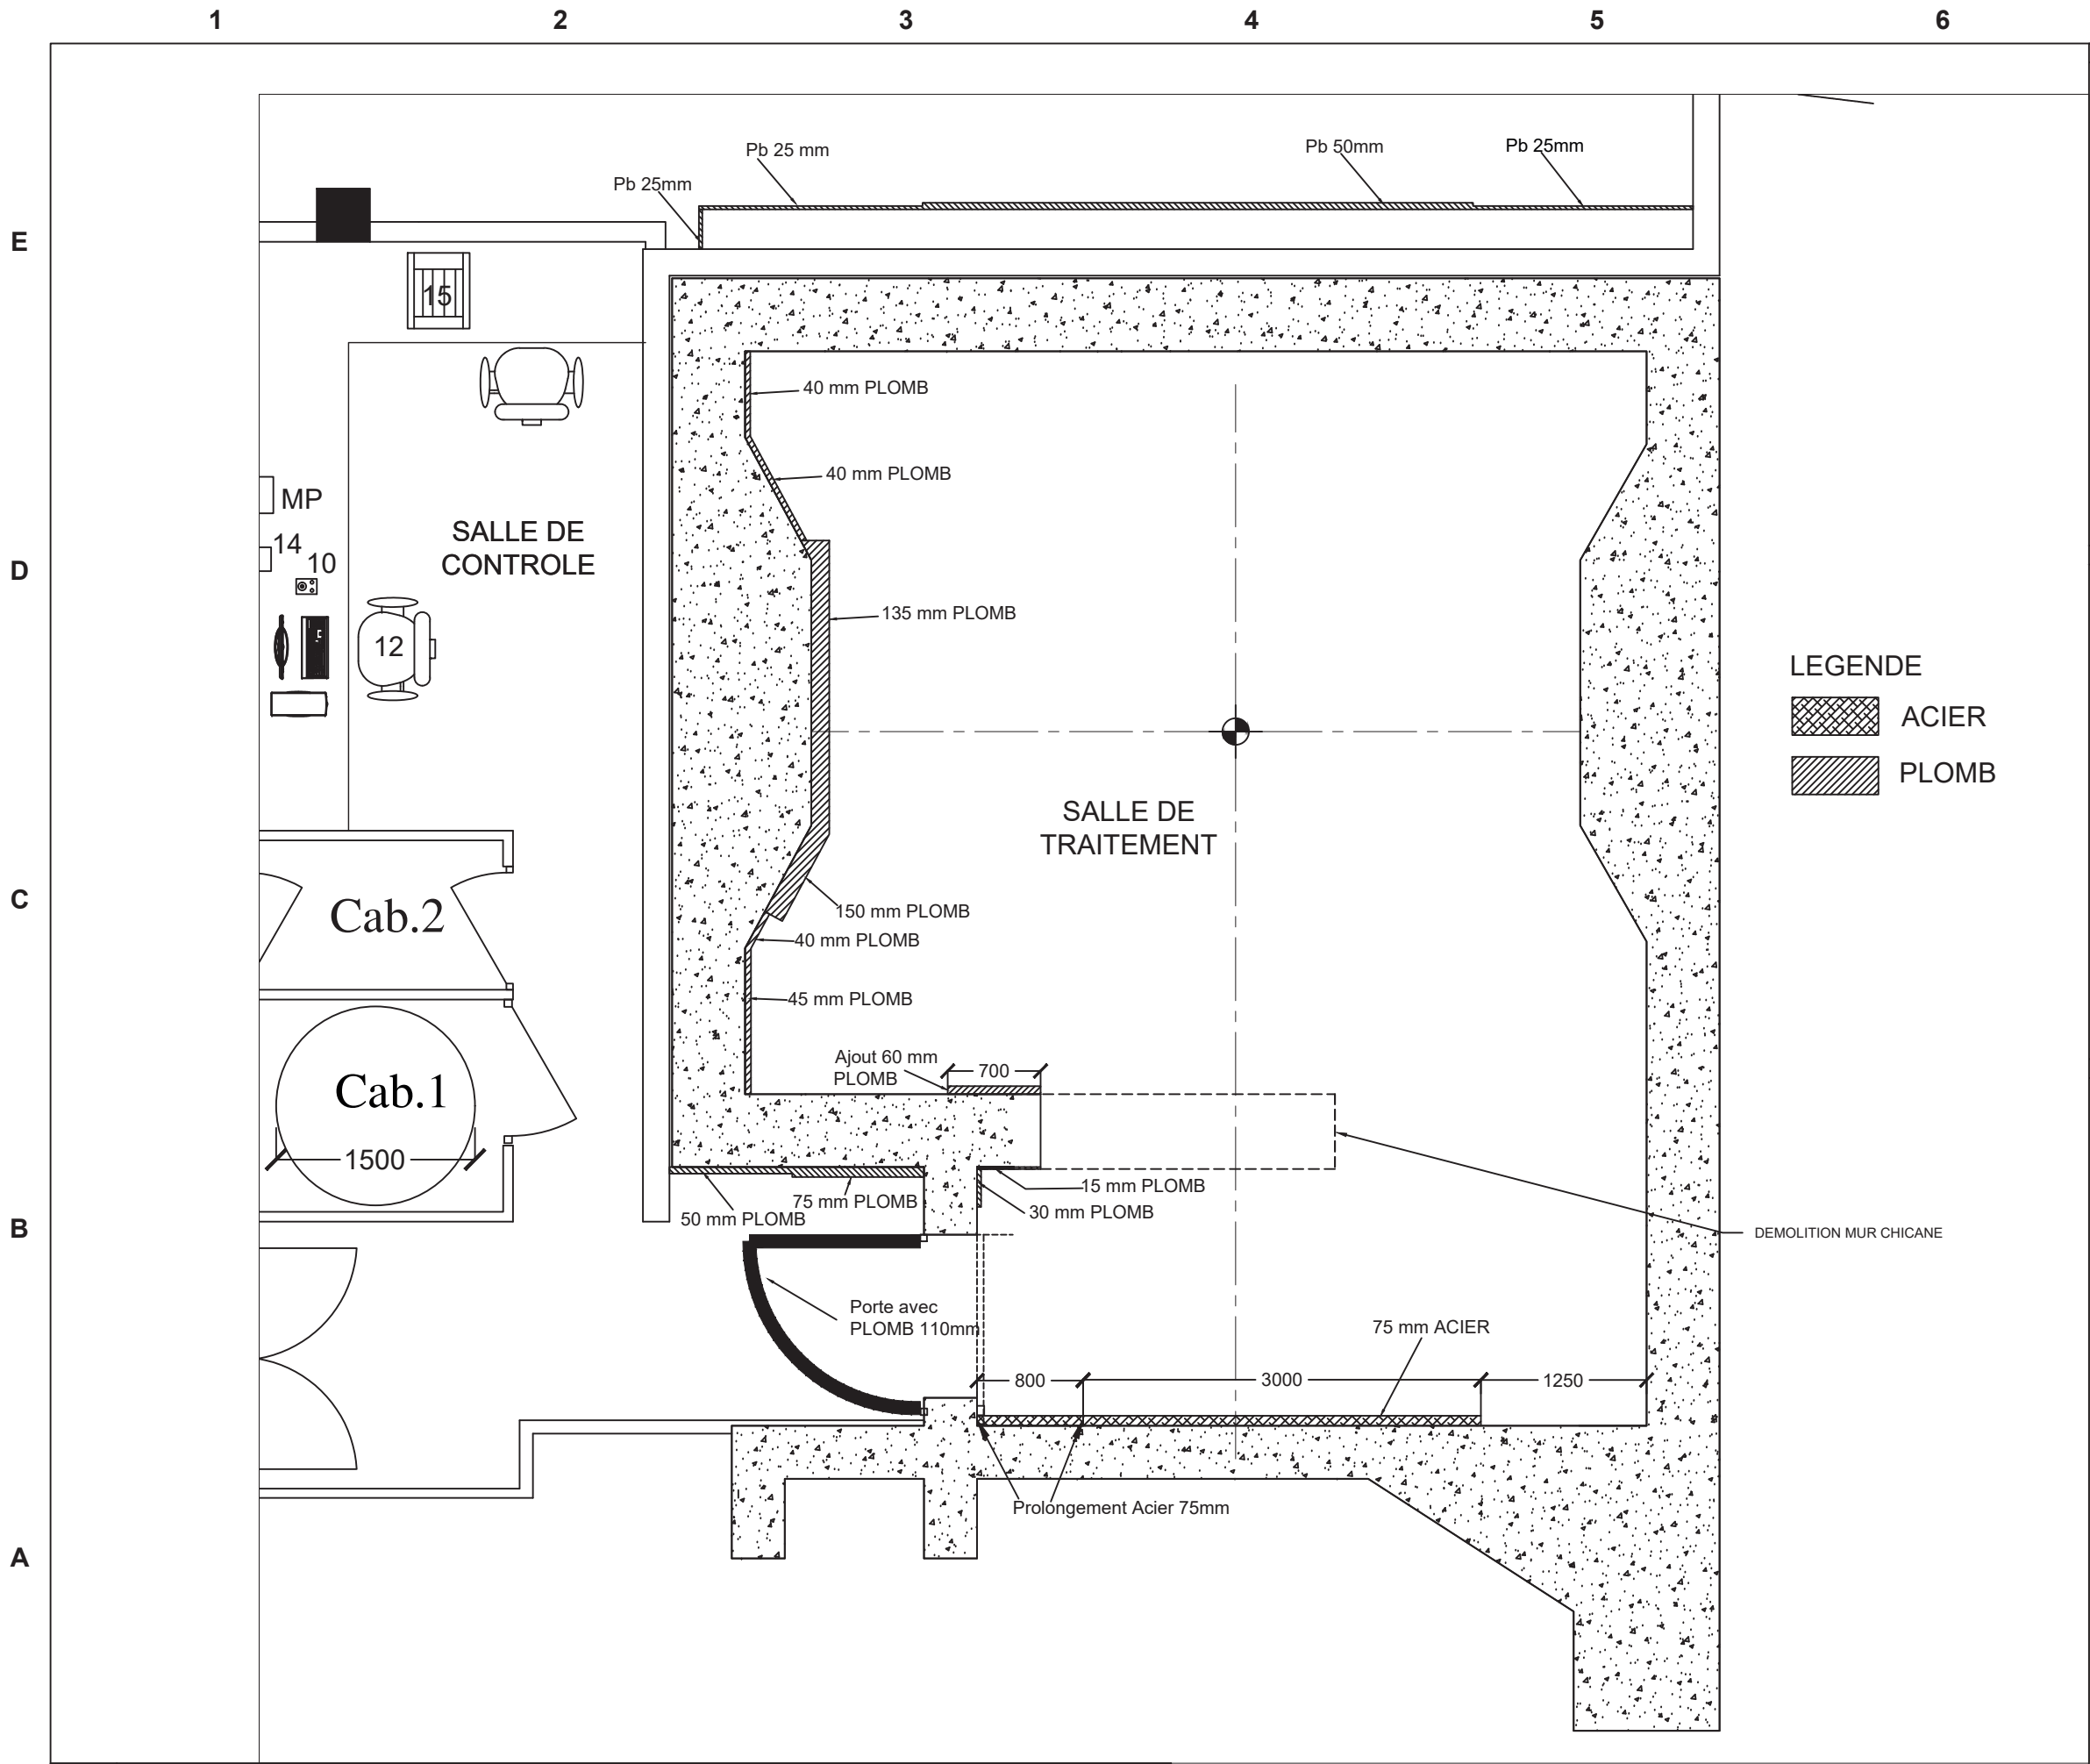 1 2 3 4 5 6
E
D
C
B
A
Pb 25 mm
Pb 50mm
Pb 25mm
Pb 25mm
15
40 mm PLOMB
40 mm PLOMB
MP
14
10
SALLE DE
CONTROLE
12
135 mm PLOMB
LEGENDE
ACIER
PLOMB
SALLE DE
TRAITEMENT
Cab.2
150 mm PLOMB
40 mm PLOMB
45 mm PLOMB
Ajout 60 mm
PLOMB
700
Cab.1
1500
15 mm PLOMB
75 mm PLOMB
30 mm PLOMB
50 mm PLOMB
DEMOLITION MUR CHICANE
Porte avec
PLOMB 110mm
75 mm ACIER
800
3000
1250
Prolongement Acier 75mm